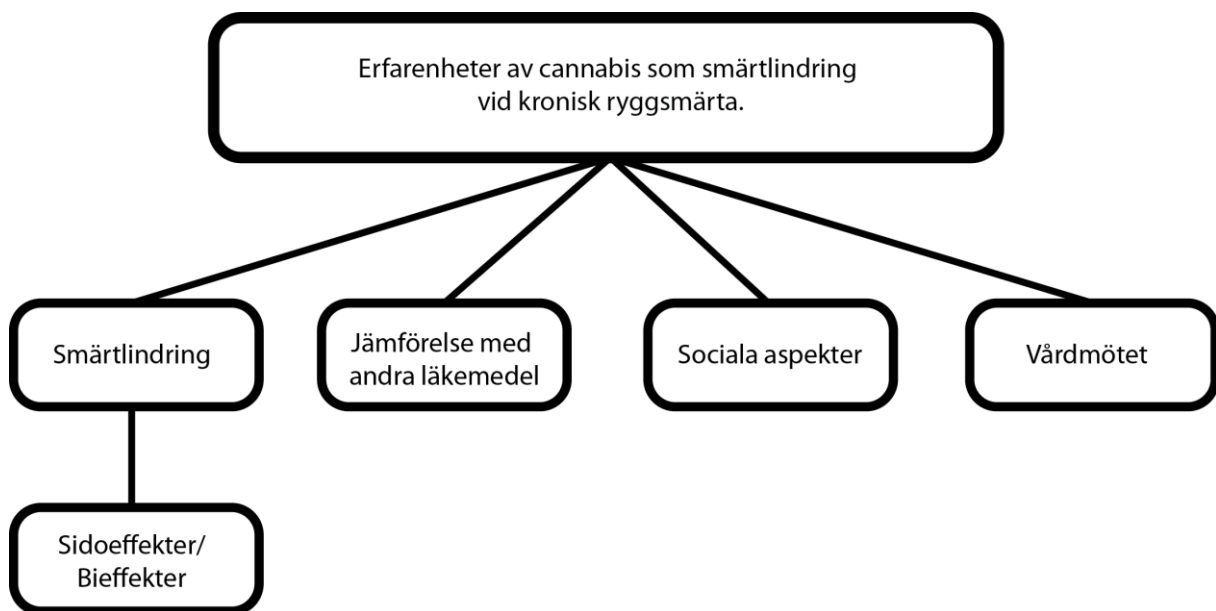 Erfarenheter av cannabis som smärtlindring
vid kronisk ryggsmärta.
Smärtlindring
Jämförelse med
andra läkemedel
Sociala aspekter
Vårdmötet
Sidoeffekter/
Bieffekter